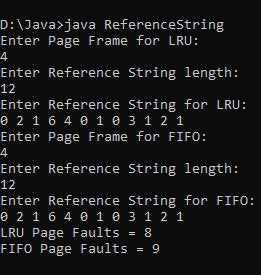 D:\Java>java ReferenceString
Enter Page Frame for LRU:
4
Enter Reference String length:
12
Enter Reference String for LRU:
0 2 1 6 4 0 1 0 3 1 2 1
Enter Page Frame for FIFO:
4
Enter Reference String length:
12
Enter Reference String for FIFO:
0 2 1 6 4 0 1 0 3 1 2 1
LRU Page Faults = 8
FIFO Page Faults = 9